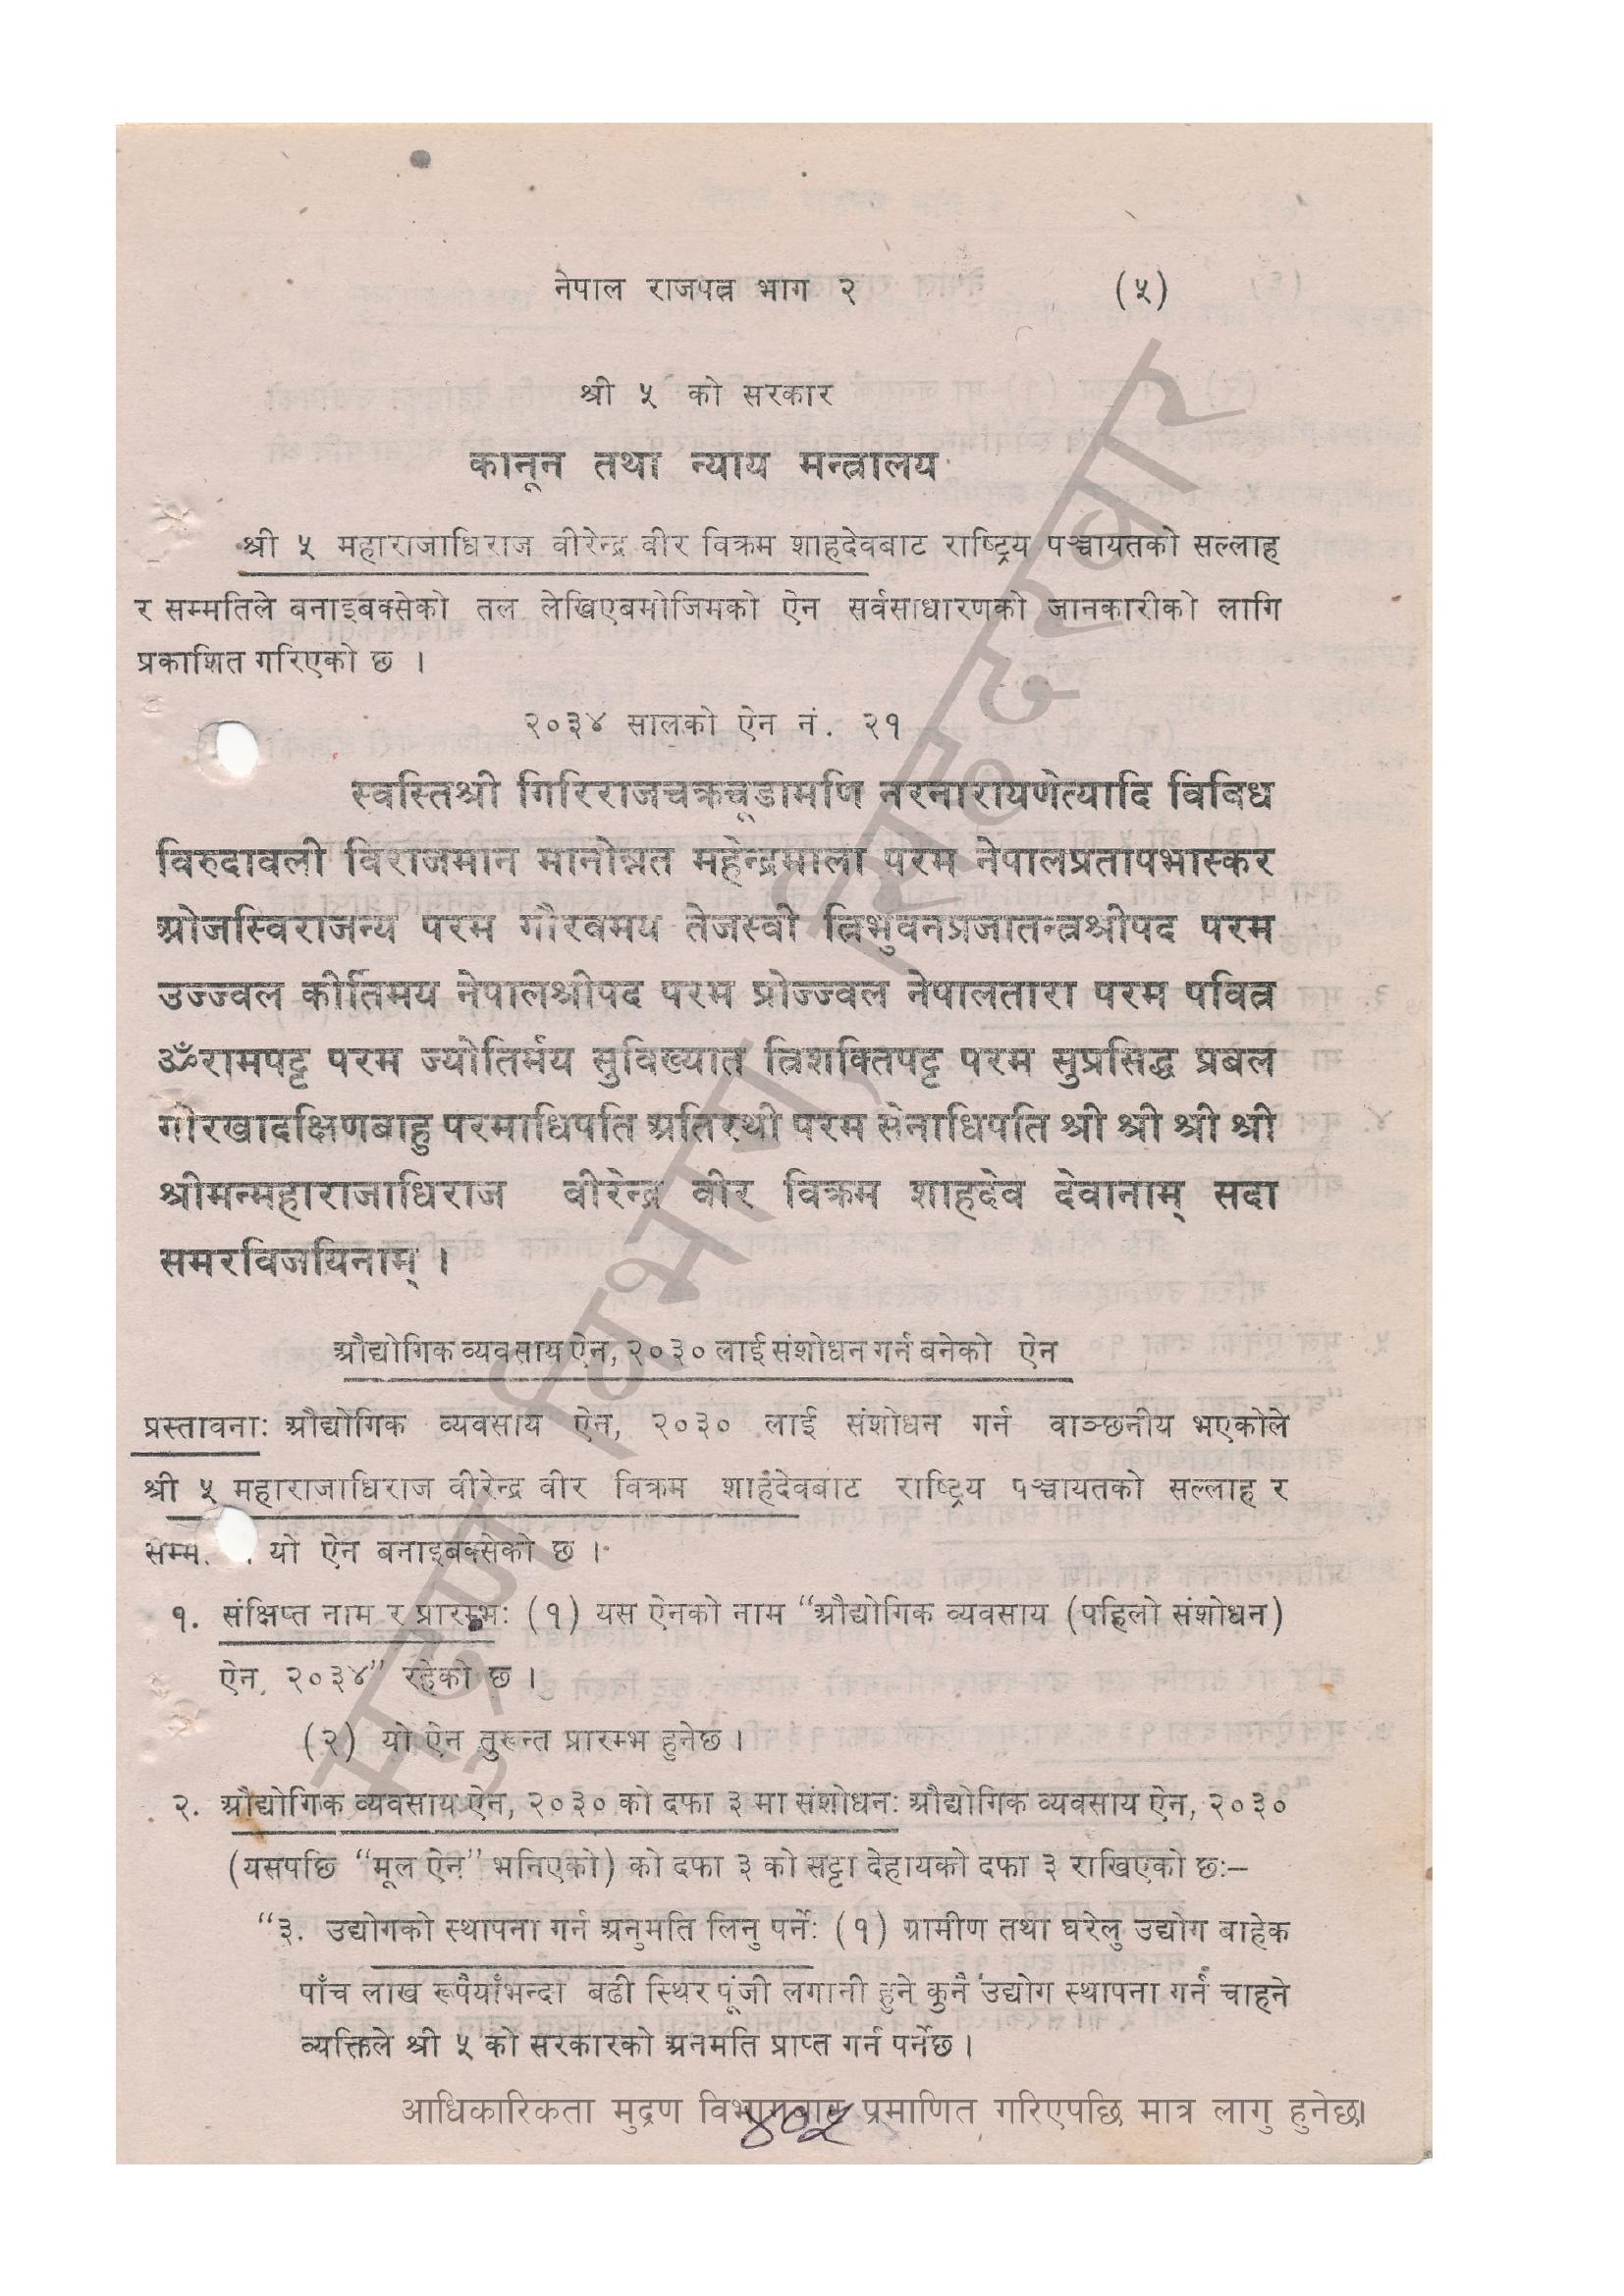 नेपाल राजपत्र भाग २ (५)
श्री ५ को सरकार
कानून तथा न्याय मन्त्रालय
श्री ५ महाराजाधिराज वीरेन्द्र वीर विक्रम शाहदेवबाट राष्ट्रिय पञ्चायतको सल्लाह
र सम्मतिले बनाइबक्सेको तल लेखिएबमोजिमको ऐन सर्वसाधारणको जानकारीको लागि
प्रकाशित गरिएको छ ।
२०३४ सालको ऐन नं. २१
स्वस्तिश्री गिरिराजचक्रचूडामणि नरनारायणेत्यादि विविध
विरुदावली विराजमान मानोन्नत महेन्द्रमाला परम नेपालप्रतापभास्कर
ओजस्विराजन्य परम गौरवमय तेजस्वी त्रिभुवनप्रजातन्त्रश्रीपद परम
उज्ज्वल कीर्तिमय नेपालश्रीपद परम प्रोज्ज्वल नेपालतारा परम पवित्र
ॐरामपट्ट परम ज्योतिर्मय सुविख्यात त्रिशक्तिपट्ट परम सुप्रसिद्ध प्रबल
गोरखादक्षिणबाहु परमाधिपति अतिरथी परम सेनाधिपति श्री श्री श्री श्री
श्रीमन्महाराजाधिराज वीरेन्द्र वीर विक्रम शाहदेव देवानाम् सदा
समरविजयिनाम् ।
औद्योगिक व्यवसाय ऐन, २०३० लाई संशोधन गर्न बनेको ऐन
प्रस्तावनाः औद्योगिक व्यवसाय ऐन, २०३० लाई संशोधन गर्न वाञ्छनीय भएकोले
श्री ५ महाराजाधिराज वीरेन्द्र वीर विक्रम शाहदेवबाट राष्ट्रिय पञ्चायतको सल्लाह र
यो ऐन बनाइबक्सेको छ ।
१. संक्षिप्त नाम र प्रारम्भः (१) यस ऐनको नाम “औद्योगिक व्यवसाय (पहिलो संशोधन)
ऐन, २०३४” रहेको छ ।
(२) यो ऐन तुरुन्त प्रारम्भ हुनेछ ।
२. औद्योगिक व्यवसाय ऐन, २०३० को दफा ३ मा संशोधनः औद्योगिक व्यवसाय ऐन, २०३०
(यसपछि “मूल ऐन” भनिएको) को दफा ३ को सट्टा देहायको दफा ३ राखिएको छः–
“३. उद्योगको स्थापना गर्न अनुमति लिनु पर्नेः (१) ग्रामीण तथा घरेलु उद्योग बाहेक
पाँच लाख रूपैयाँभन्दा बढी स्थिर पूंजी लगानी हुने कुनै उद्योग स्थापना गर्न चाहने
व्यक्तिले श्री ५ को सरकारको अनुमति प्राप्त गर्न पर्नेछ ।
आधिकारिकता मुद्रण विभागबाट प्रमाणित गरिएपछि मात्र लागु हुनेछ।
४०५
मुद्रण विभाग, सिंहदरवार